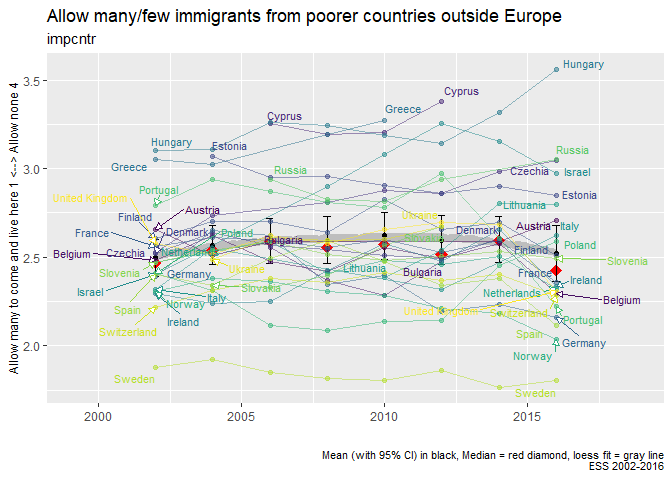 Allow many/few immigrants from poorer countries outside Europe
impcntr
Allow many to come and live here 1 <--> Allow none 4
3.5
3.0
2.5
2.0
Hungary
Greece
Portugal
United Kingdom
Finland
Austria
France
Denmark
Belgium
Czechia
Netherlands
Slovenia
Germany
Israel
Norway
Italy
Spain
Ireland
Switzerland
Sweden
Estonia
Poland
Ukraine
Slovakia
Cyprus
Russia
Bulgaria
Lithuania
Greece
Ukraine
Slovakia
Bulgaria
United Kingdom
Cyprus
Denmark
Hungary
Russia
Israel
Czechia
Estonia
Lithuania
Austria
Italy
Finland
Poland
Slovenia
France
Ireland
Netherlands
Belgium
Switzerland
Portugal
Spain
Germany
Norway
Sweden
2000
2005
2010
2015
Mean (with 95% CI) in black, Median = red diamond, loess fit = gray line
ESS 2002-2016